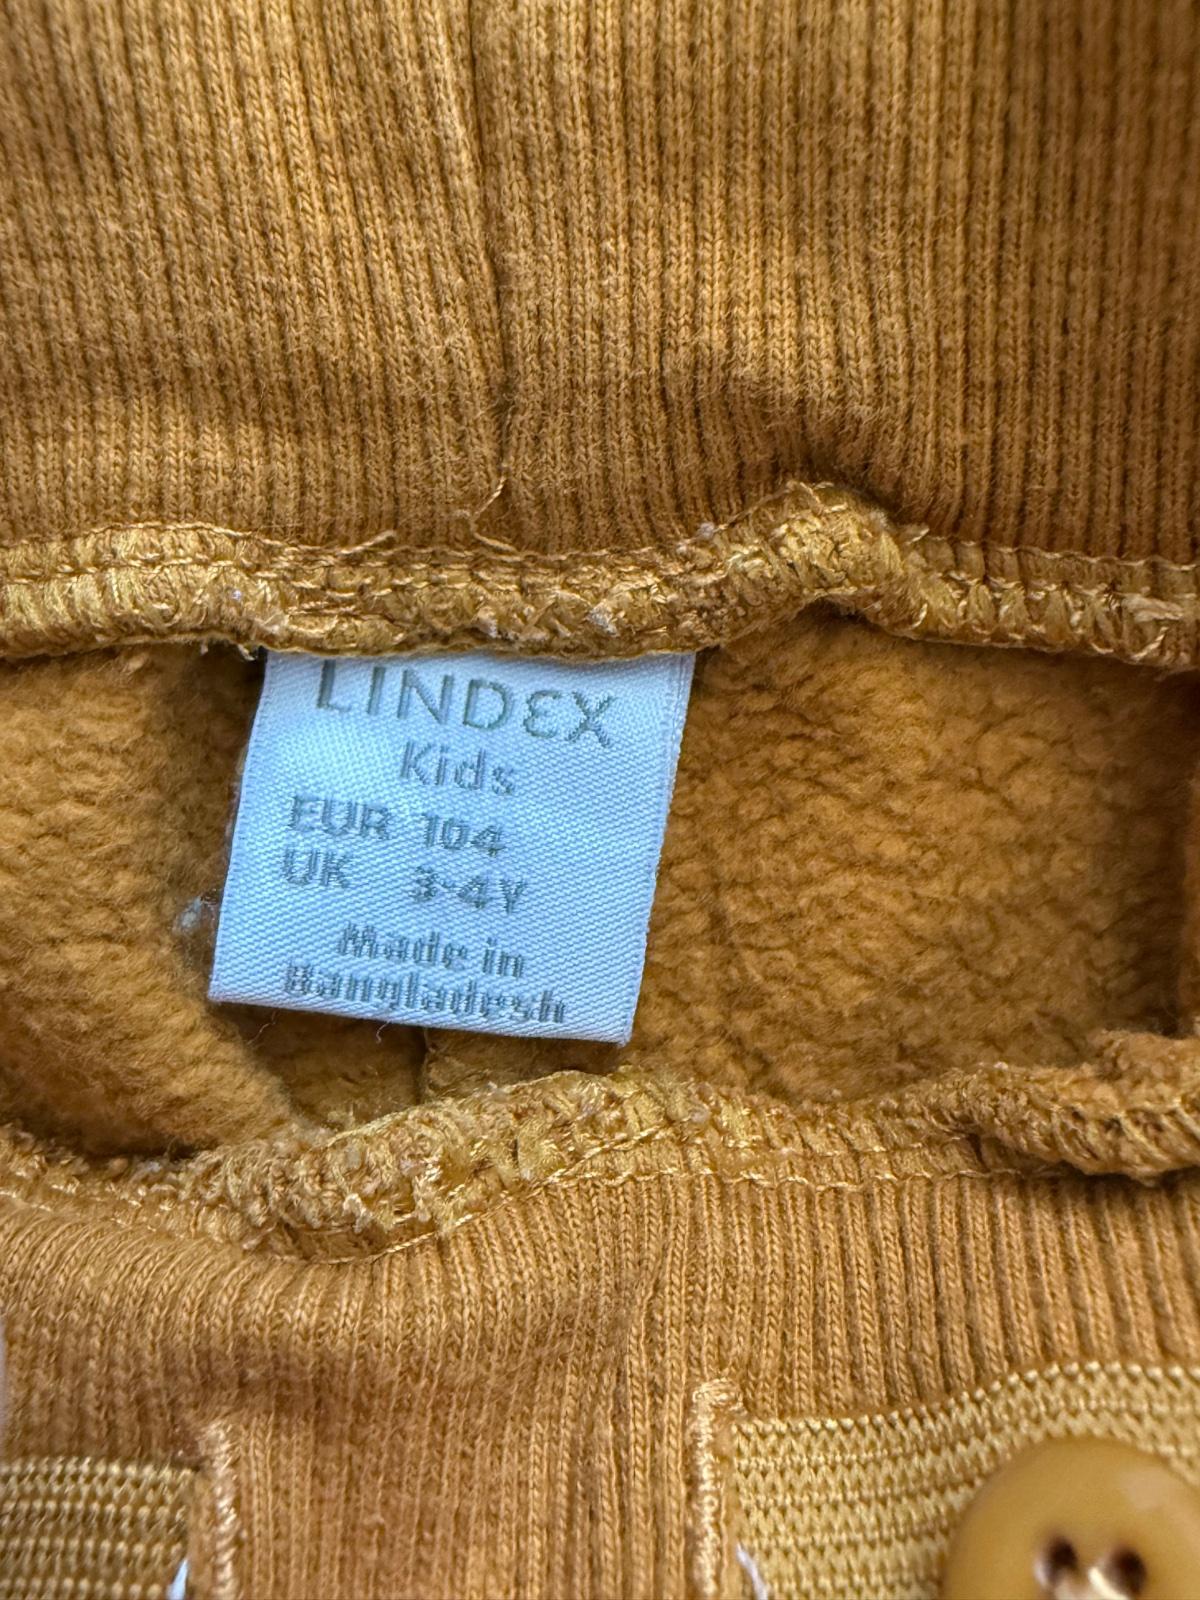 LINDEX
Kids
EUR 104
UK 3-4Y
Made in
Bangladesh